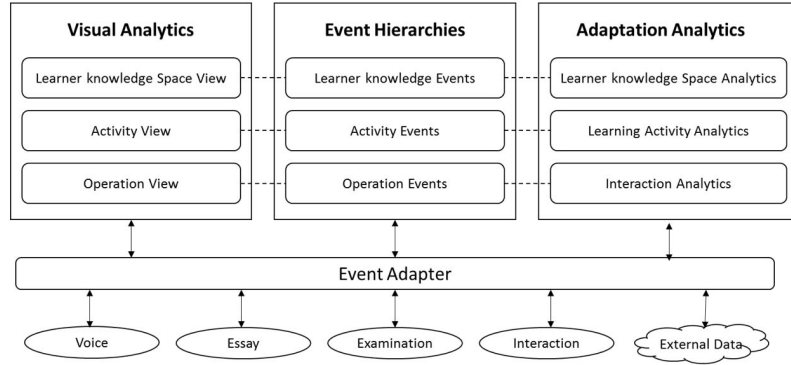 Visual Analytics
Learner knowledge Space View
Activity View
Operation View
Event Hierarchies
Learner knowledge Events
Activity Events
Operation Events
Adaptation Analytics
Learner knowledge Space Analytics
Learning Activity Analytics
Interaction Analytics
Event Adapter
Voice
Essay
Examination
Interaction
External Data